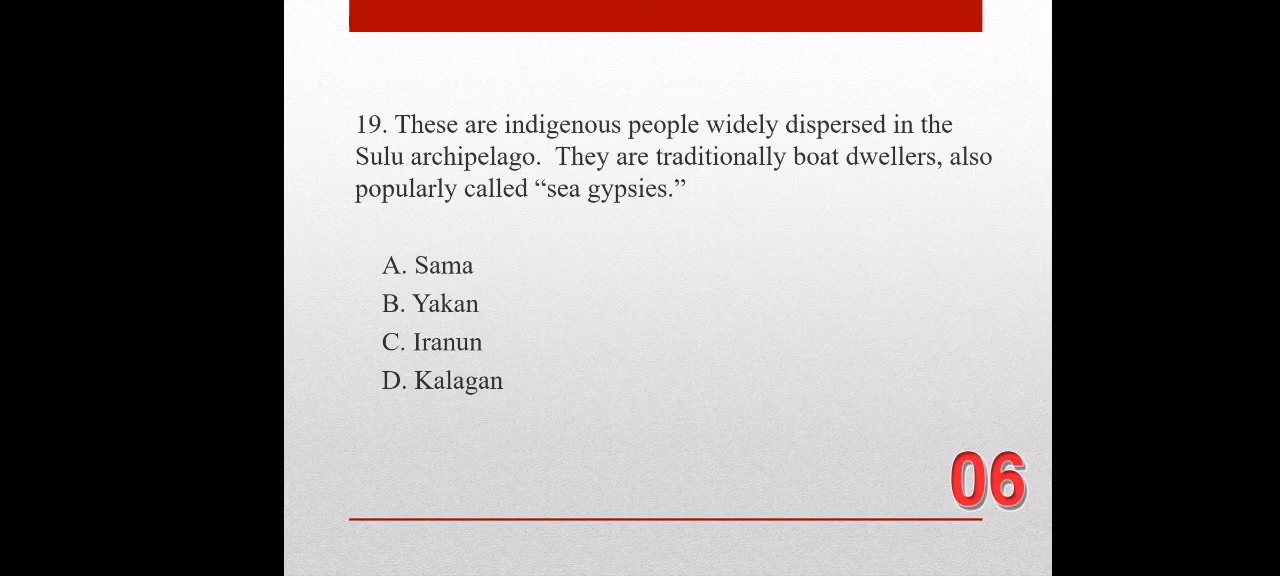 19. These are indigenous people widely dispersed in the
Sulu archipelago.  They are traditionally boat dwellers, also
popularly called “sea gypsies.”
A. Sama
B. Yakan
C. Iranun
D. Kalagan
06